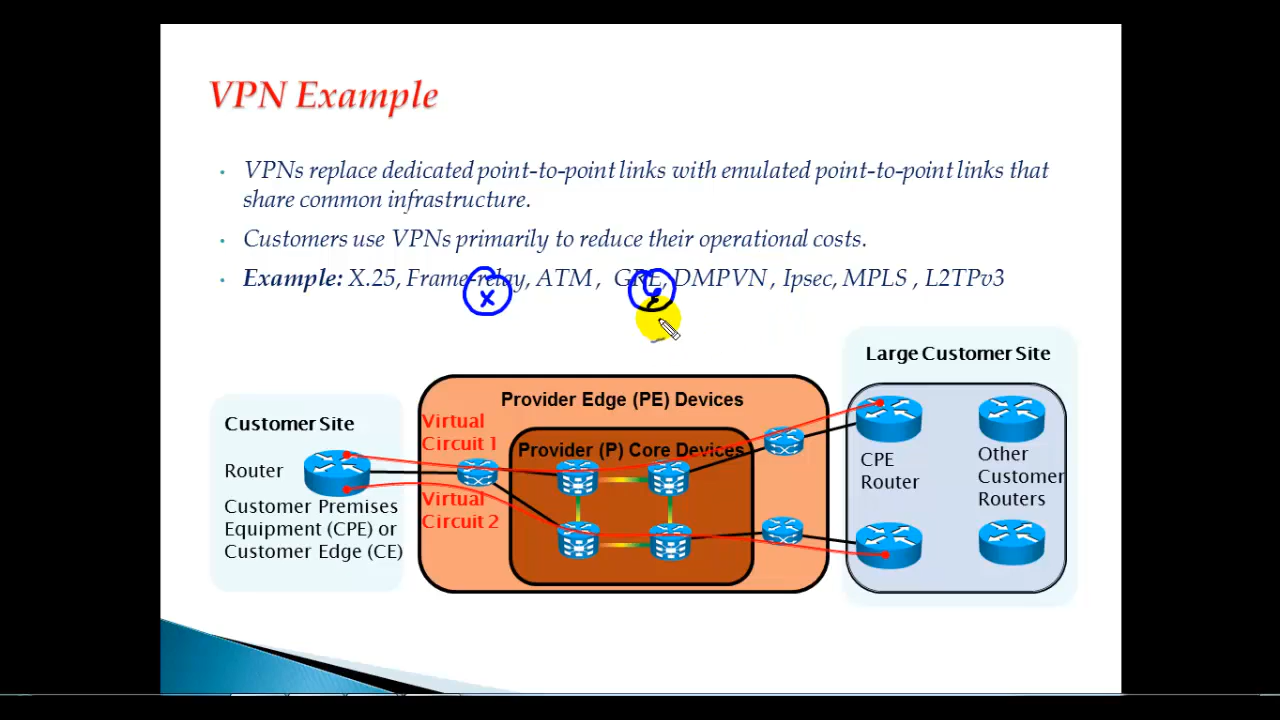 VPN Example
VPNs replace dedicated point-to-point links with emulated point-to-point links that
share common infrastructure.
Customers use VPNs primarily to reduce their operational costs.
Example: X.25, Frame-relay, ATM , GRE, DMPVN , Ipsec, MPLS , L2TPv3
X
Large Customer Site
Provider Edge (PE) Devices
Customer Site
Virtual
Circuit 1
Provider (P) Core Devices
Router
CPE
Router
Other
Customer
Routers
Customer Premises
Equipment (CPE) or
Customer Edge (CE)
Virtual
Circuit 2